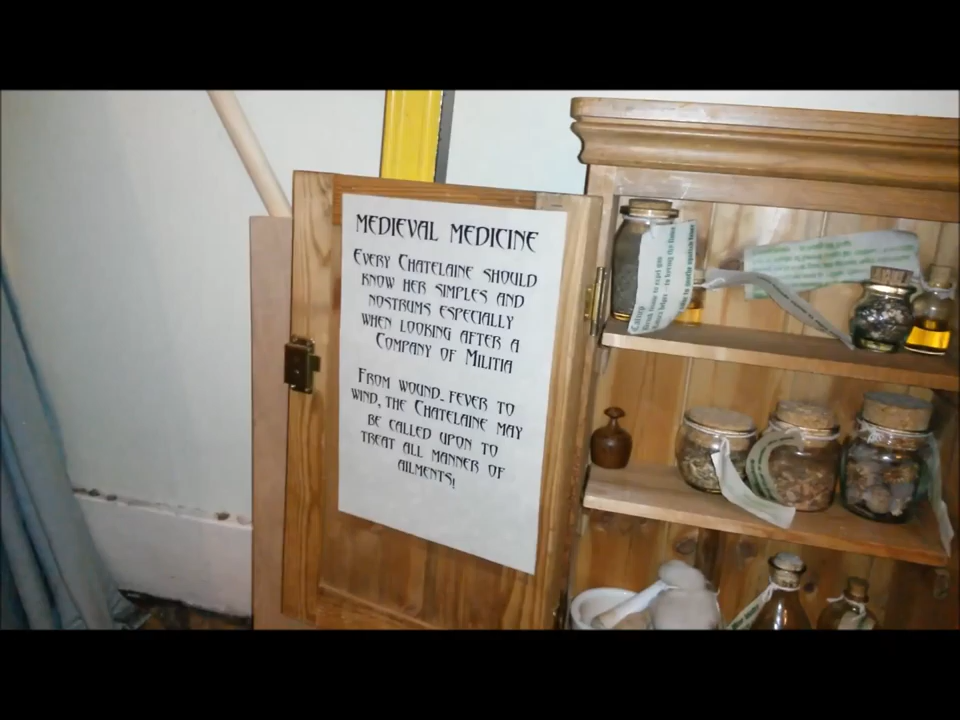 MEDIEVAL MEDICINE
EVERY CHATELAINE SHOULD
KNOW HER SIMPLES AND
NOSTRUMS ESPECIALLY
WHEN LOOKING AFTER A
COMPANY OF MILITIA
FROM WOUND-FEVER TO
WIND, THE CHATELAINE MAY
BE CALLED UPON TO
TREAT ALL MANNER OF
AILMENTS!